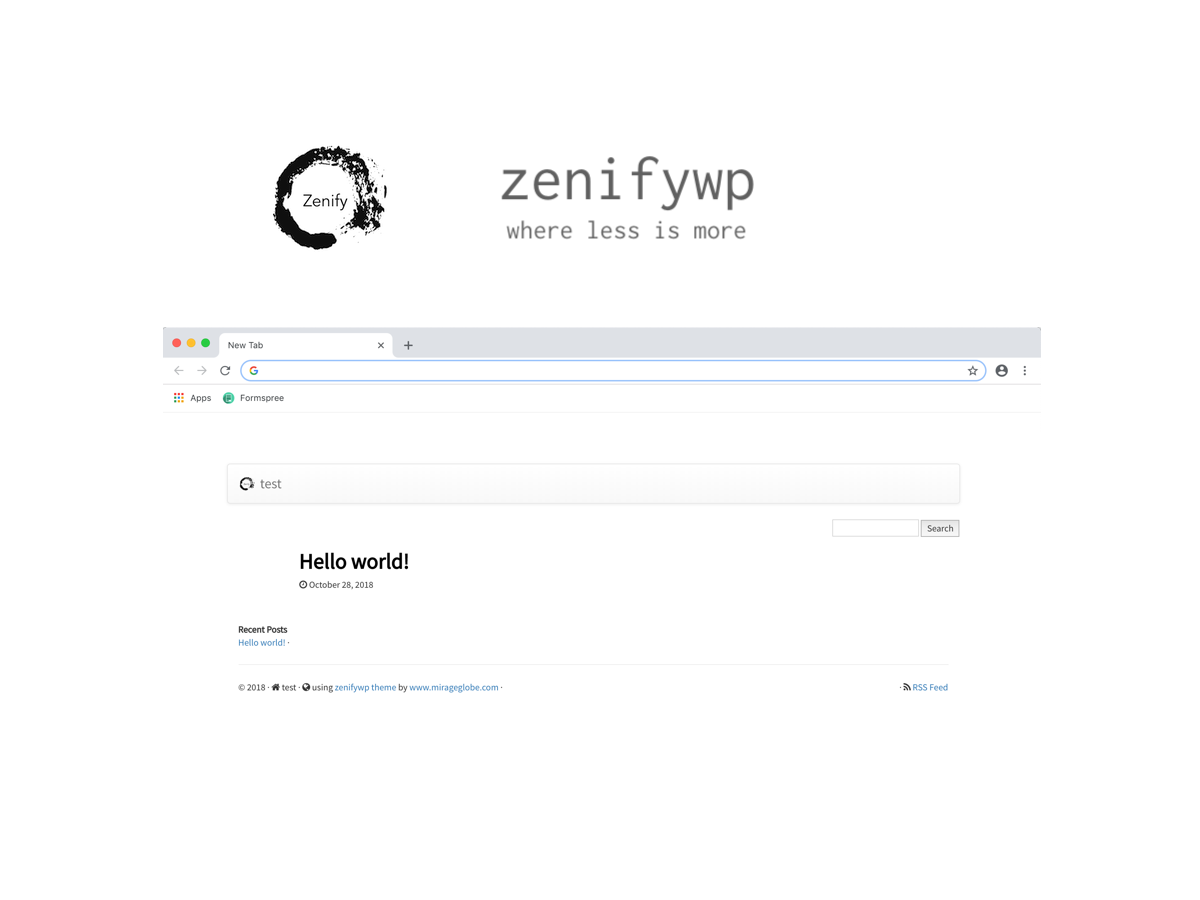 Zenify
zenifywp
where less is more
New Tab
Apps Formspree
test
Search
Hello world!
October 28, 2018
Recent Posts
Hello world! ·
© 2018 · test · using zenifywp theme by www.mirageglobe.com · · RSS Feed